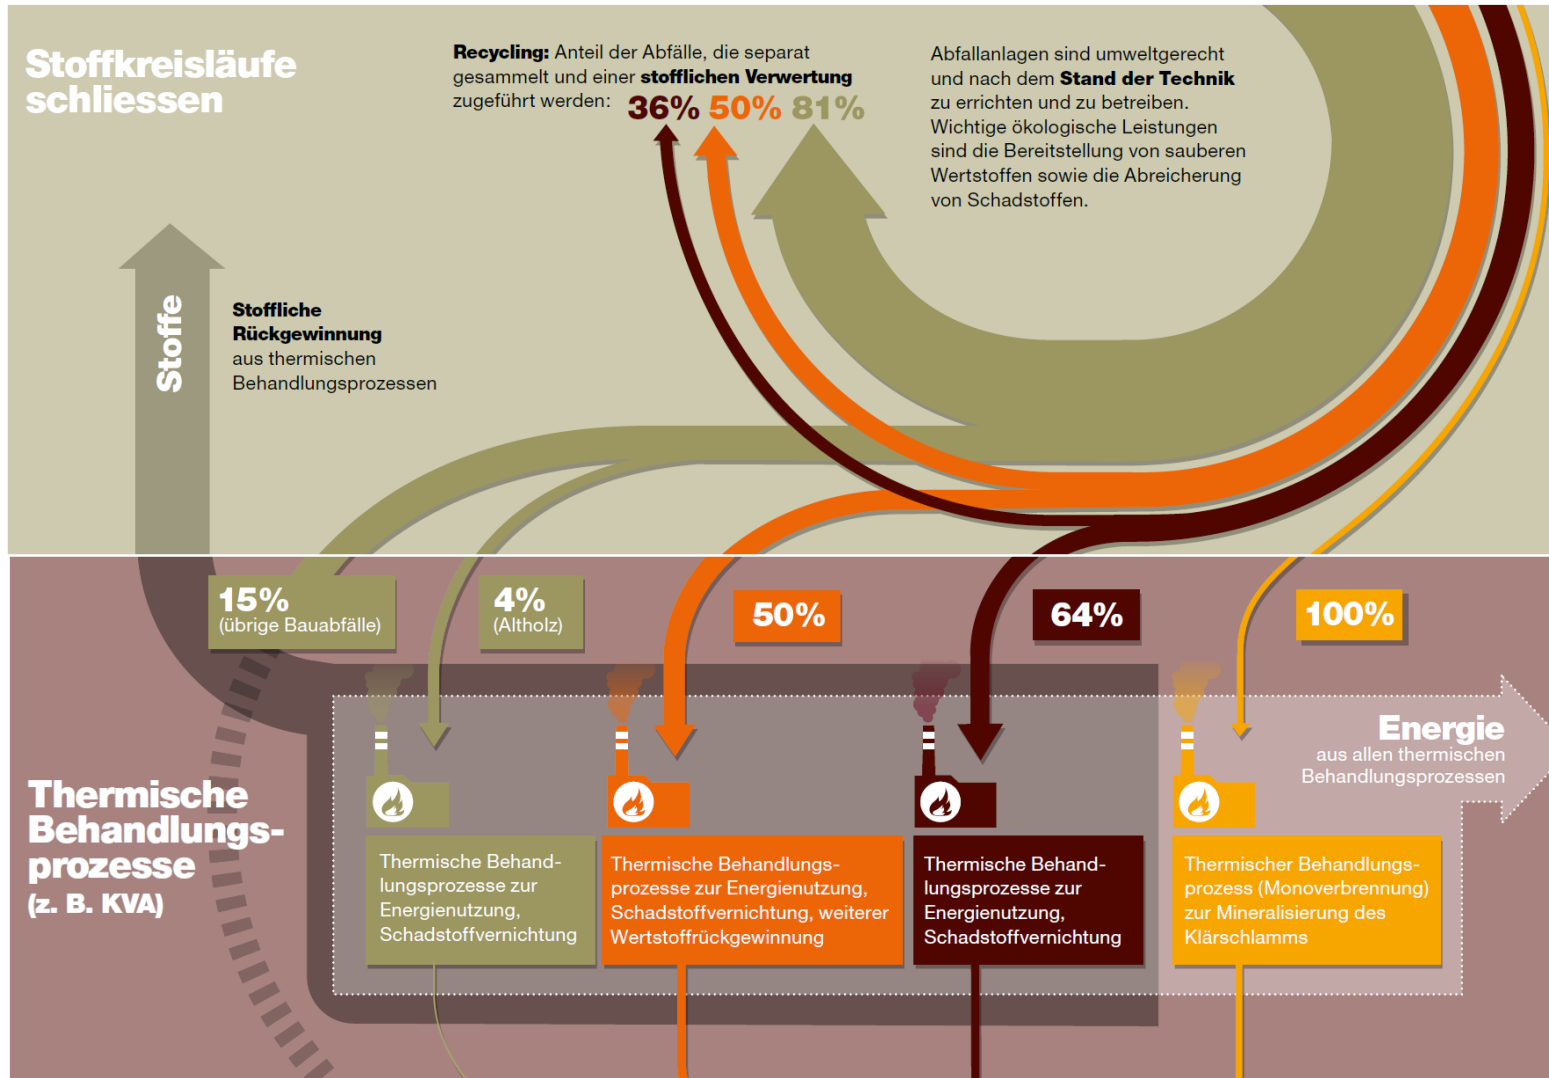 Stoffkreisläufe
schliessen
Recycling: Anteil der Abfälle, die separat
gesammelt und einer stofflichen Verwertung
zugeführt werden: 36% 50% 81%
Abfallanlagen sind umweltgerecht
und nach dem Stand der Technik
zu errichten und zu betreiben.
Wichtige ökologische Leistungen
sind die Bereitstellung von sauberen
Wertstoffen sowie die Abreicherung
von Schadstoffen.
Stoffe
Stoffliche
Rückgewinnung
aus thermischen
Behandlungsprozessen
15%
(übrige Bauabfälle)
4%
(Altholz)
50%
64%
100%
Energie
aus allen thermischen
Behandlungsprozessen
Thermische
Behandlungs-
prozesse
(z. B. KVA)
Thermische Behand-
lungsprozesse zur
Energienutzung,
Schadstoffvernichtung
Thermische Behandlungs-
prozesse zur Energienutzung,
Schadstoffvernichtung, weiterer
Wertstoffrückgewinnung
Thermische Behand-
lungsprozesse zur
Energienutzung,
Schadstoffvernichtung
Thermischer Behandlungs-
prozess (Monoverbrennung)
zur Mineralisierung des
Klärschlamms